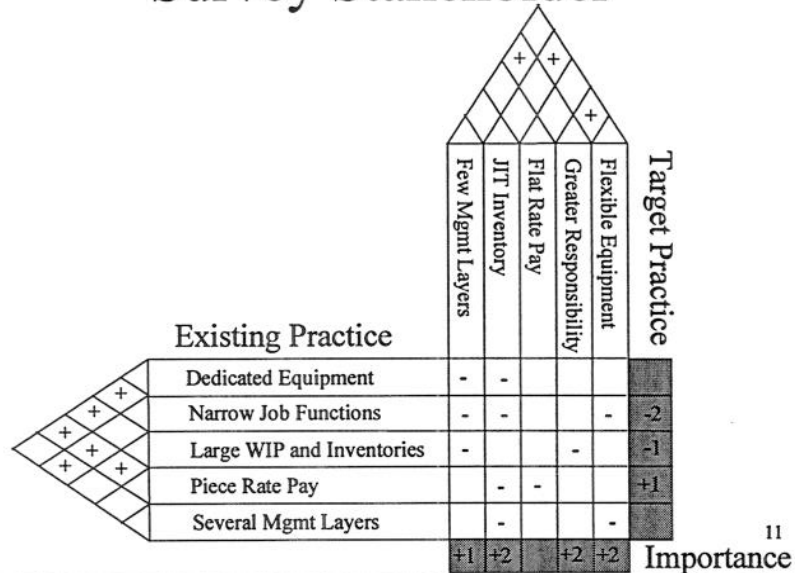 Survey Stakeholder
+ +
+
Few Mgmt Layers
JIT Inventory
Flat Rate Pay
Greater Responsibility
Flexible Equipment
Target Practice
Existing Practice
Dedicated Equipment - -
+
Narrow Job Functions - - - -2
+
Large WIP and Inventories - - -1
+ +
Piece Rate Pay - - +1
+ +
Several Mgmt Layers - -
+1 +2 +2 +2
Importance
11